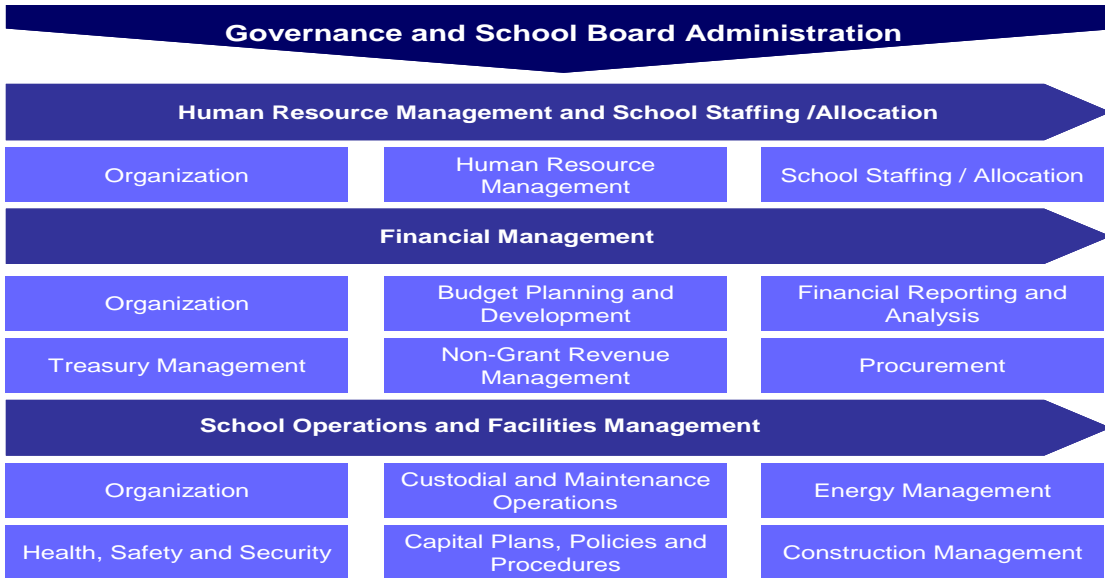 Governance and School Board Administration
Human Resource Management and School Staffing /Allocation
Organization
Human Resource
Management
School Staffing / Allocation
Financial Management
Organization
Budget Planning and
Development
Financial Reporting and
Analysis
Treasury Management
Non-Grant Revenue
Management
Procurement
School Operations and Facilities Management
Organization
Custodial and Maintenance
Operations
Energy Management
Health, Safety and Security
Capital Plans, Policies and
Procedures
Construction Management